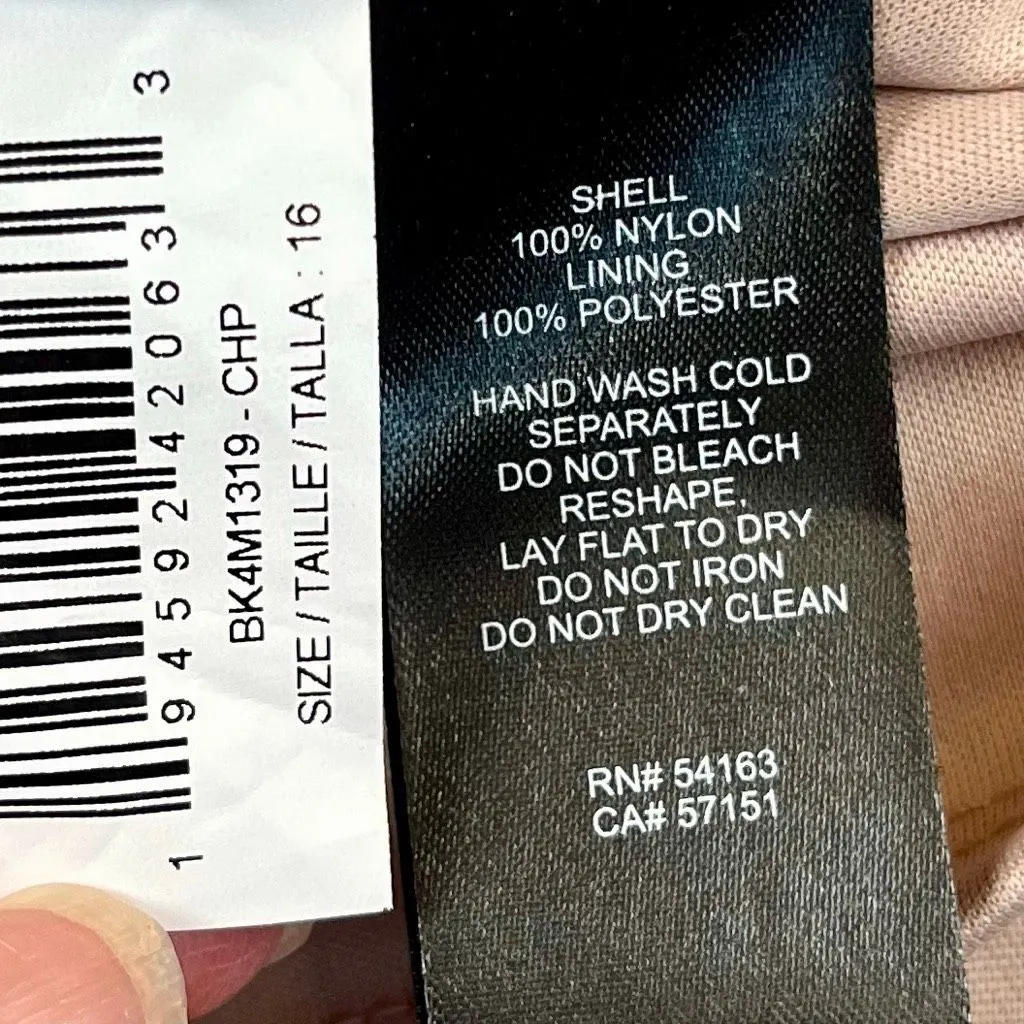 1 94592 42063 3
BK4M1319 - CHP
SIZE / TAILLE / TALLA : 16
SHELL
100% NYLON
LINING
100% POLYESTER
HAND WASH COLD
SEPARATELY
DO NOT BLEACH
RESHAPE,
LAY FLAT TO DRY
DO NOT IRON
DO NOT DRY CLEAN
RN# 54163
CA# 57151